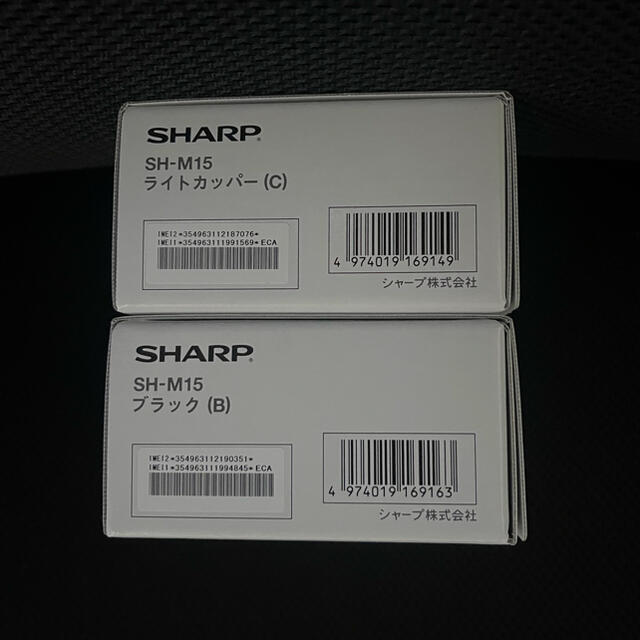 SHARP
SH-M15
ライトカッパー (C)
IMEI2*354963112187076*
IMEI1*354963111991569*ECA
4 974019 169149
シャープ株式会社
SHARP
SH-M15
ブラック (B)
IMEI2*354963112190351*
IMEI1*354963111994845*ECA
4 974019 169163
シャープ株式会社